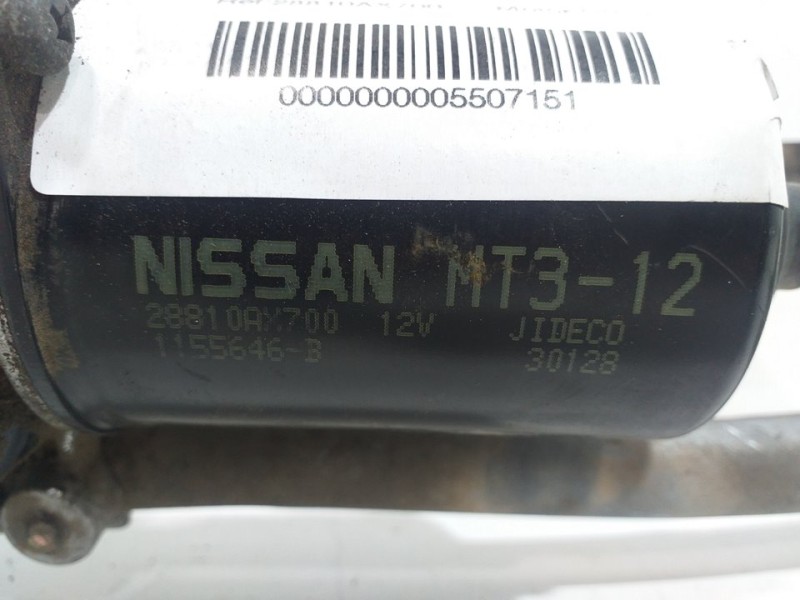 0000000005507151
NISSAN MT3-12
28810AX700 12V JIDECO
1155646-B 30128